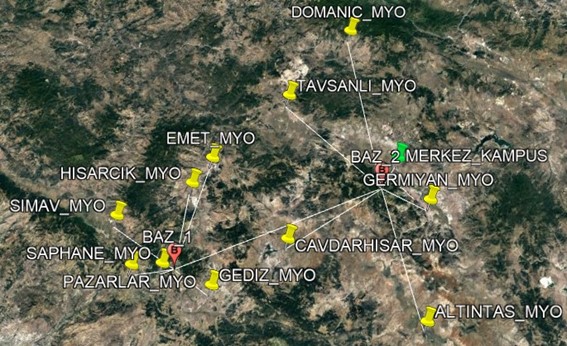 DOMANIC_MYO
TAVSANLI_MYO
EMET_MYO
BAZ_2 MERKEZ_KAMPUS
HISARCIK_MYO
GERMIYAN_MYO
SIMAV_MYO
BAZ_1
CAVDARHISAR_MYO
SAPHANE_MYO
PAZARLAR_MYO
GEDIZ_MYO
ALTINTAS_MYO